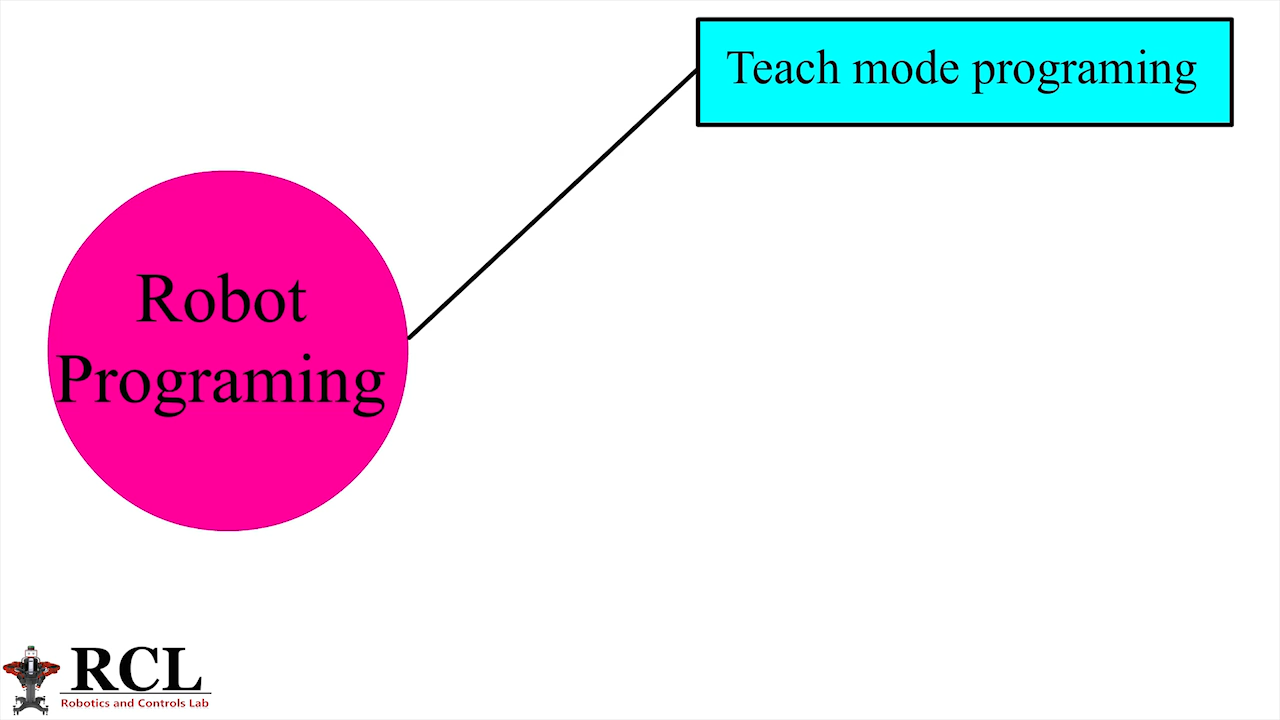 Teach mode programing
Robot
Programing
RCL
Robotics and Controls Lab